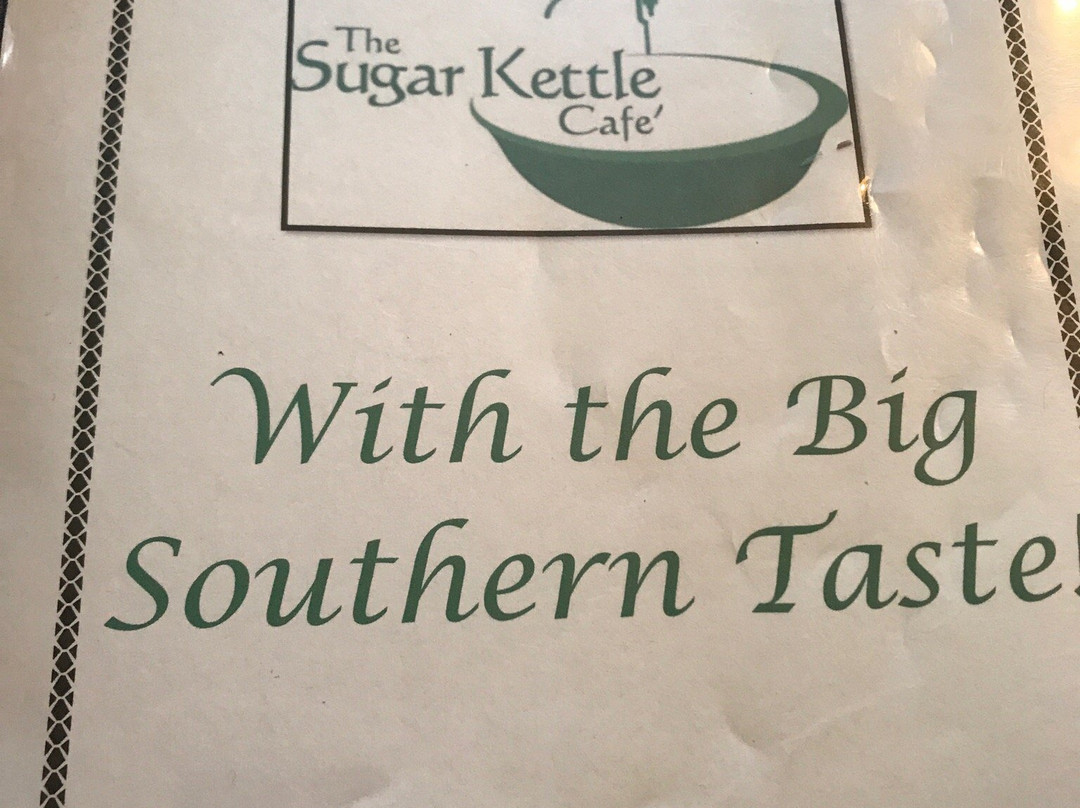 The
Sugar Kettle
Cafe'
With the Big
Southern Taste!